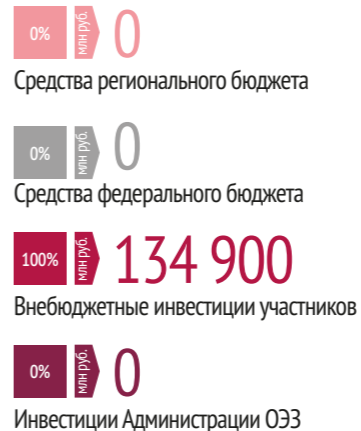 0% млн руб. 0
Средства регионального бюджета
0% млн руб. 0
Средства федерального бюджета
100% млн руб. 134 900
Внебюджетные инвестиции участников
0% млн руб. 0
Инвестиции Администрации ОЭЗ